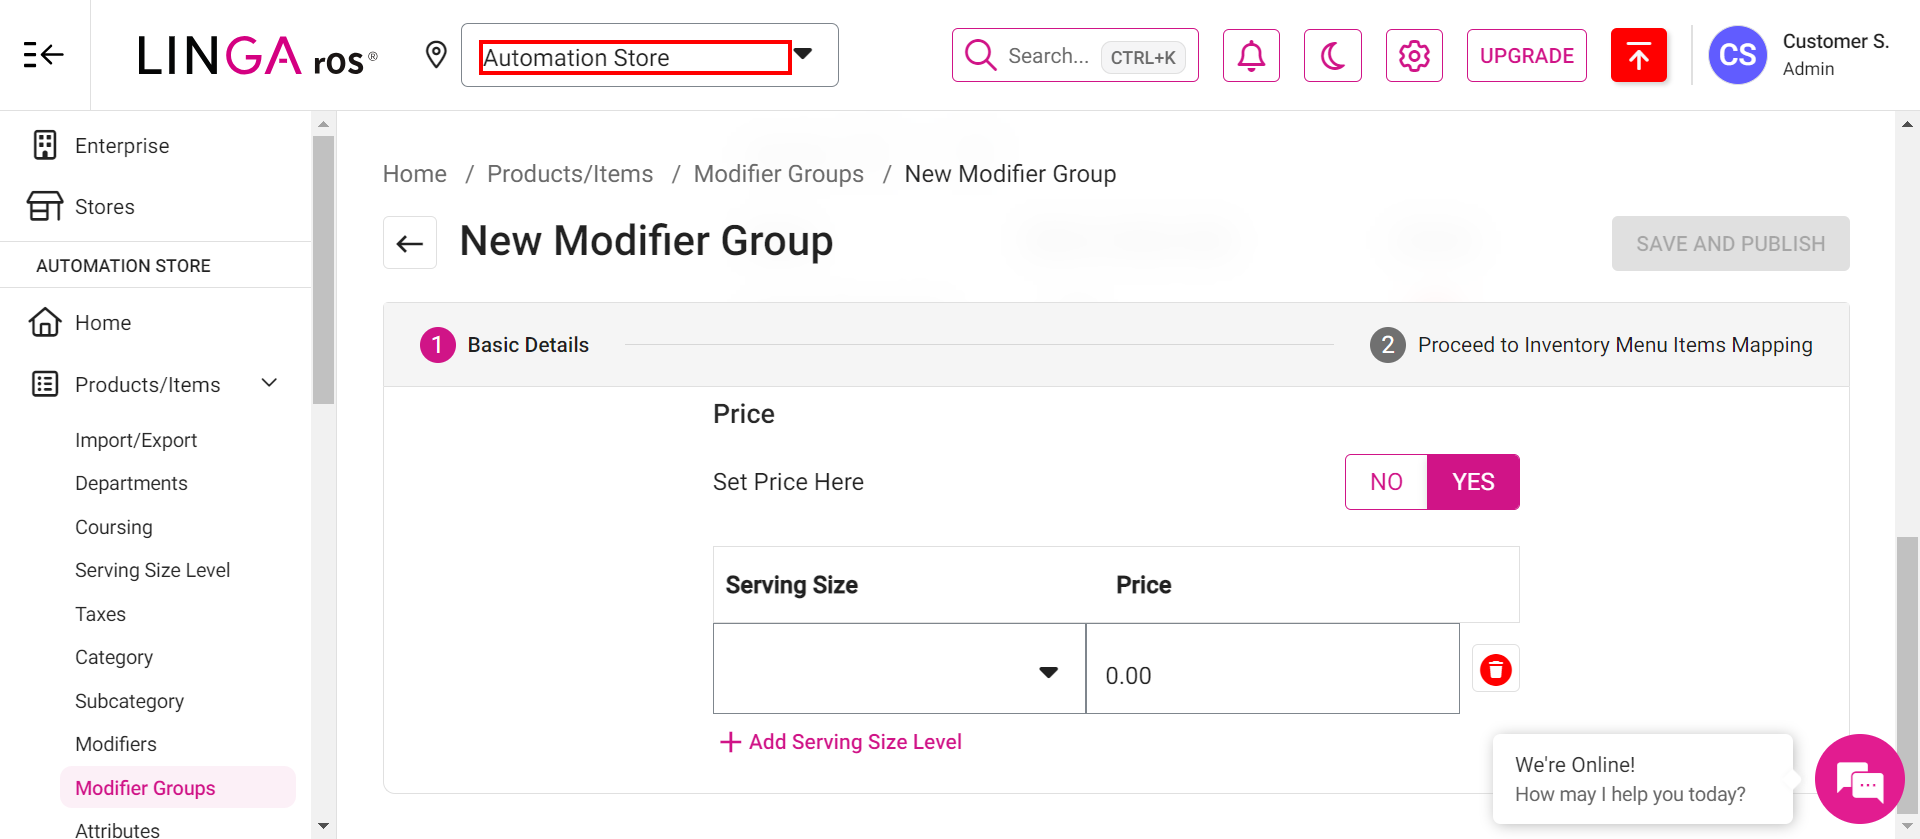 LINGA ros®
Automation Store
Search... CTRL+K
UPGRADE
CS
Customer S.
Admin
Enterprise
Stores
AUTOMATION STORE
Home
Products/Items
Import/Export
Departments
Coursing
Serving Size Level
Taxes
Category
Subcategory
Modifiers
Modifier Groups
Attributes
Home / Products/Items / Modifier Groups / New Modifier Group
New Modifier Group
SAVE AND PUBLISH
1 Basic Details
2 Proceed to Inventory Menu Items Mapping
Price
Set Price Here
NO YES
Serving Size Price
0.00
Add Serving Size Level
We're Online!
How may I help you today?